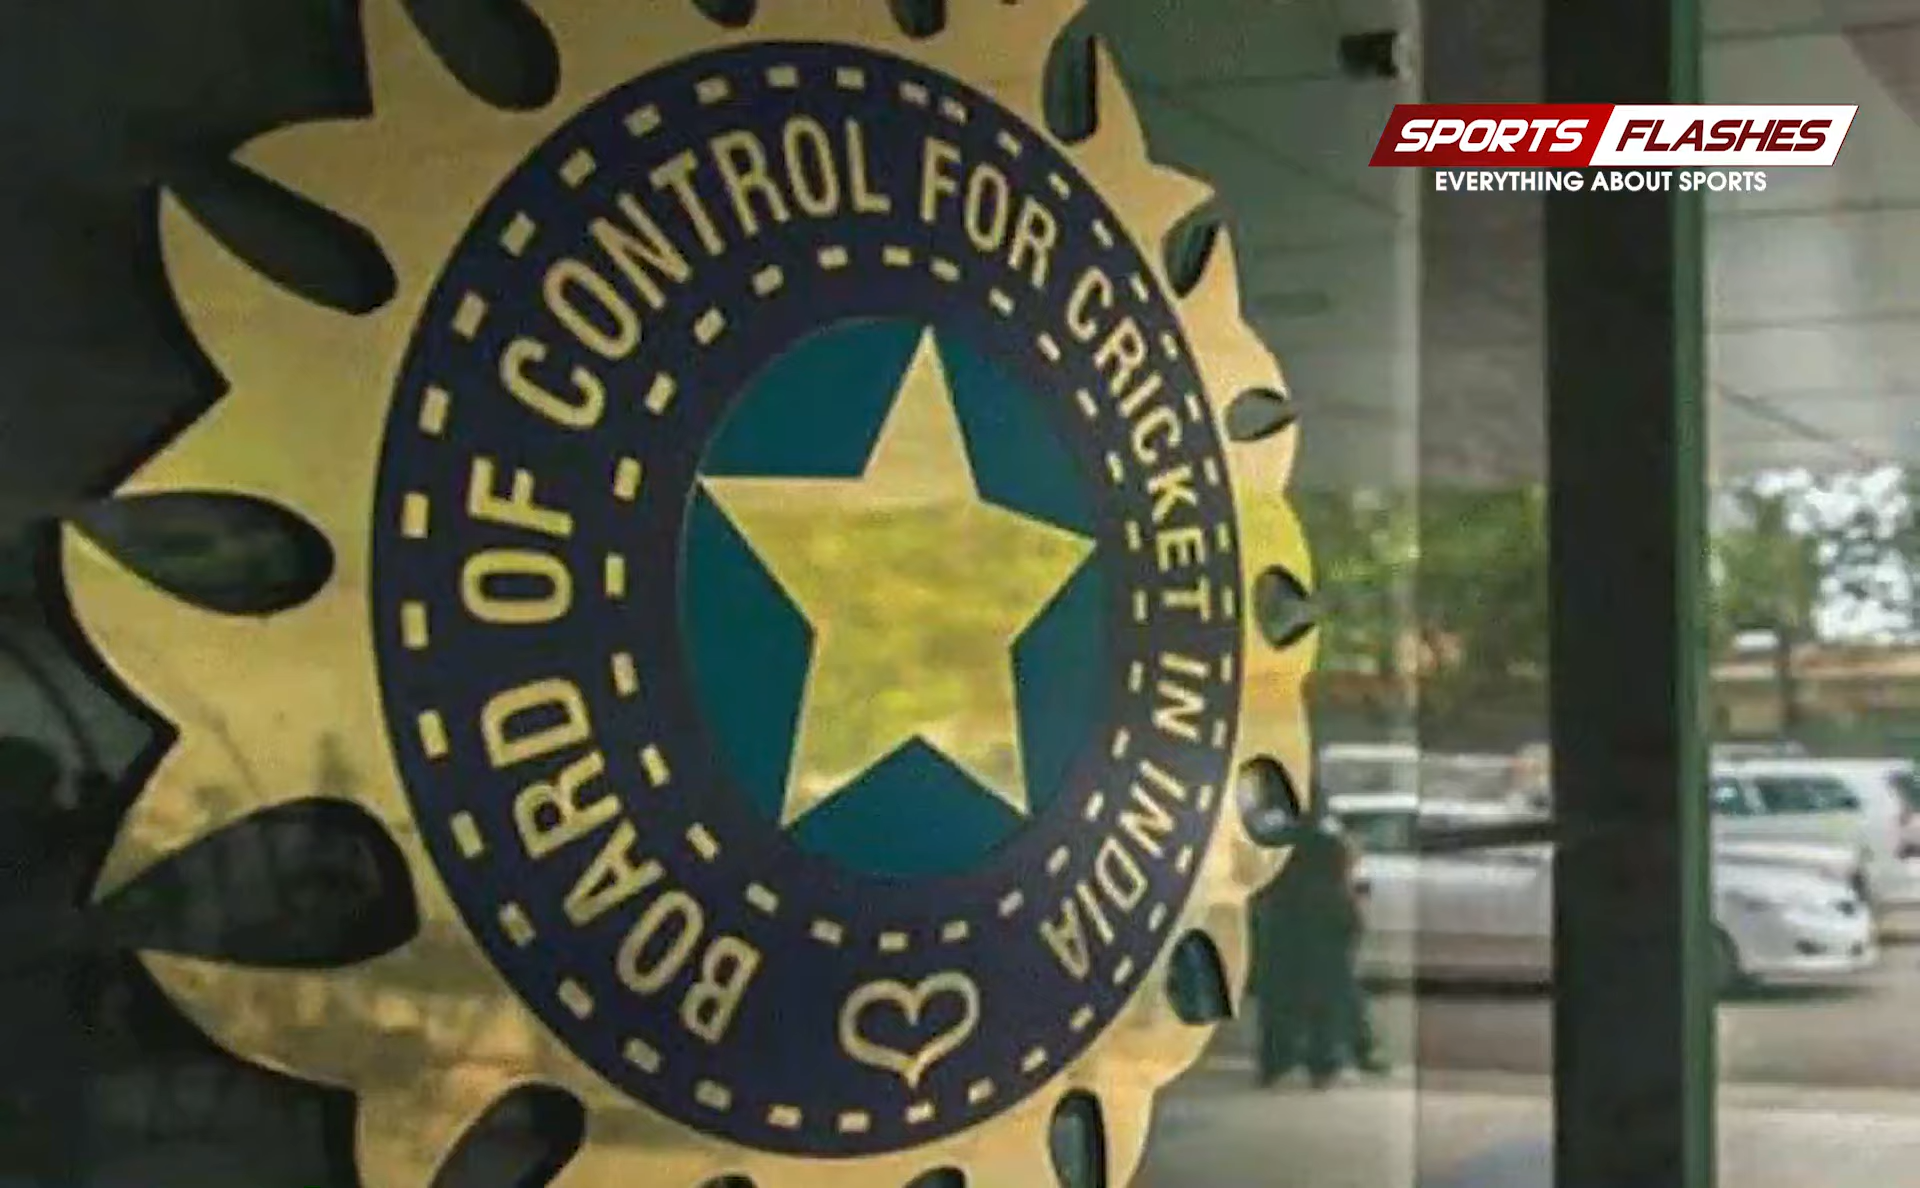 BOARD OF CONTROL FOR CRICKET IN INDIA
SPORTS FLASHES
EVERYTHING ABOUT SPORTS